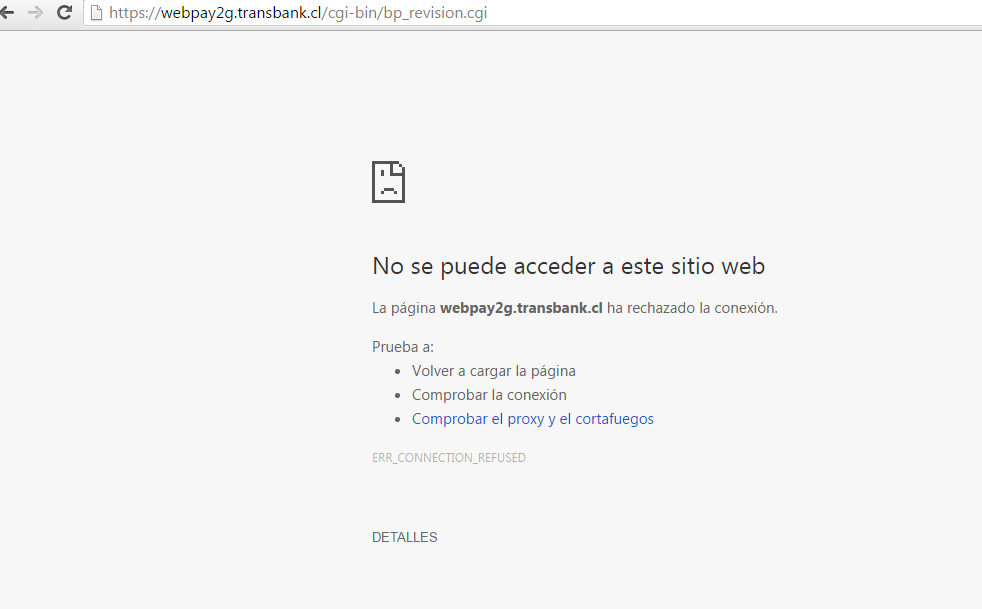 https://webpay2g.transbank.cl/cgi-bin/bp_revision.cgi
No se puede acceder a este sitio web
La página webpay2g.transbank.cl ha rechazado la conexión.
Prueba a:
• Volver a cargar la página
• Comprobar la conexión
• Comprobar el proxy y el cortafuegos
ERR_CONNECTION_REFUSED
DETALLES